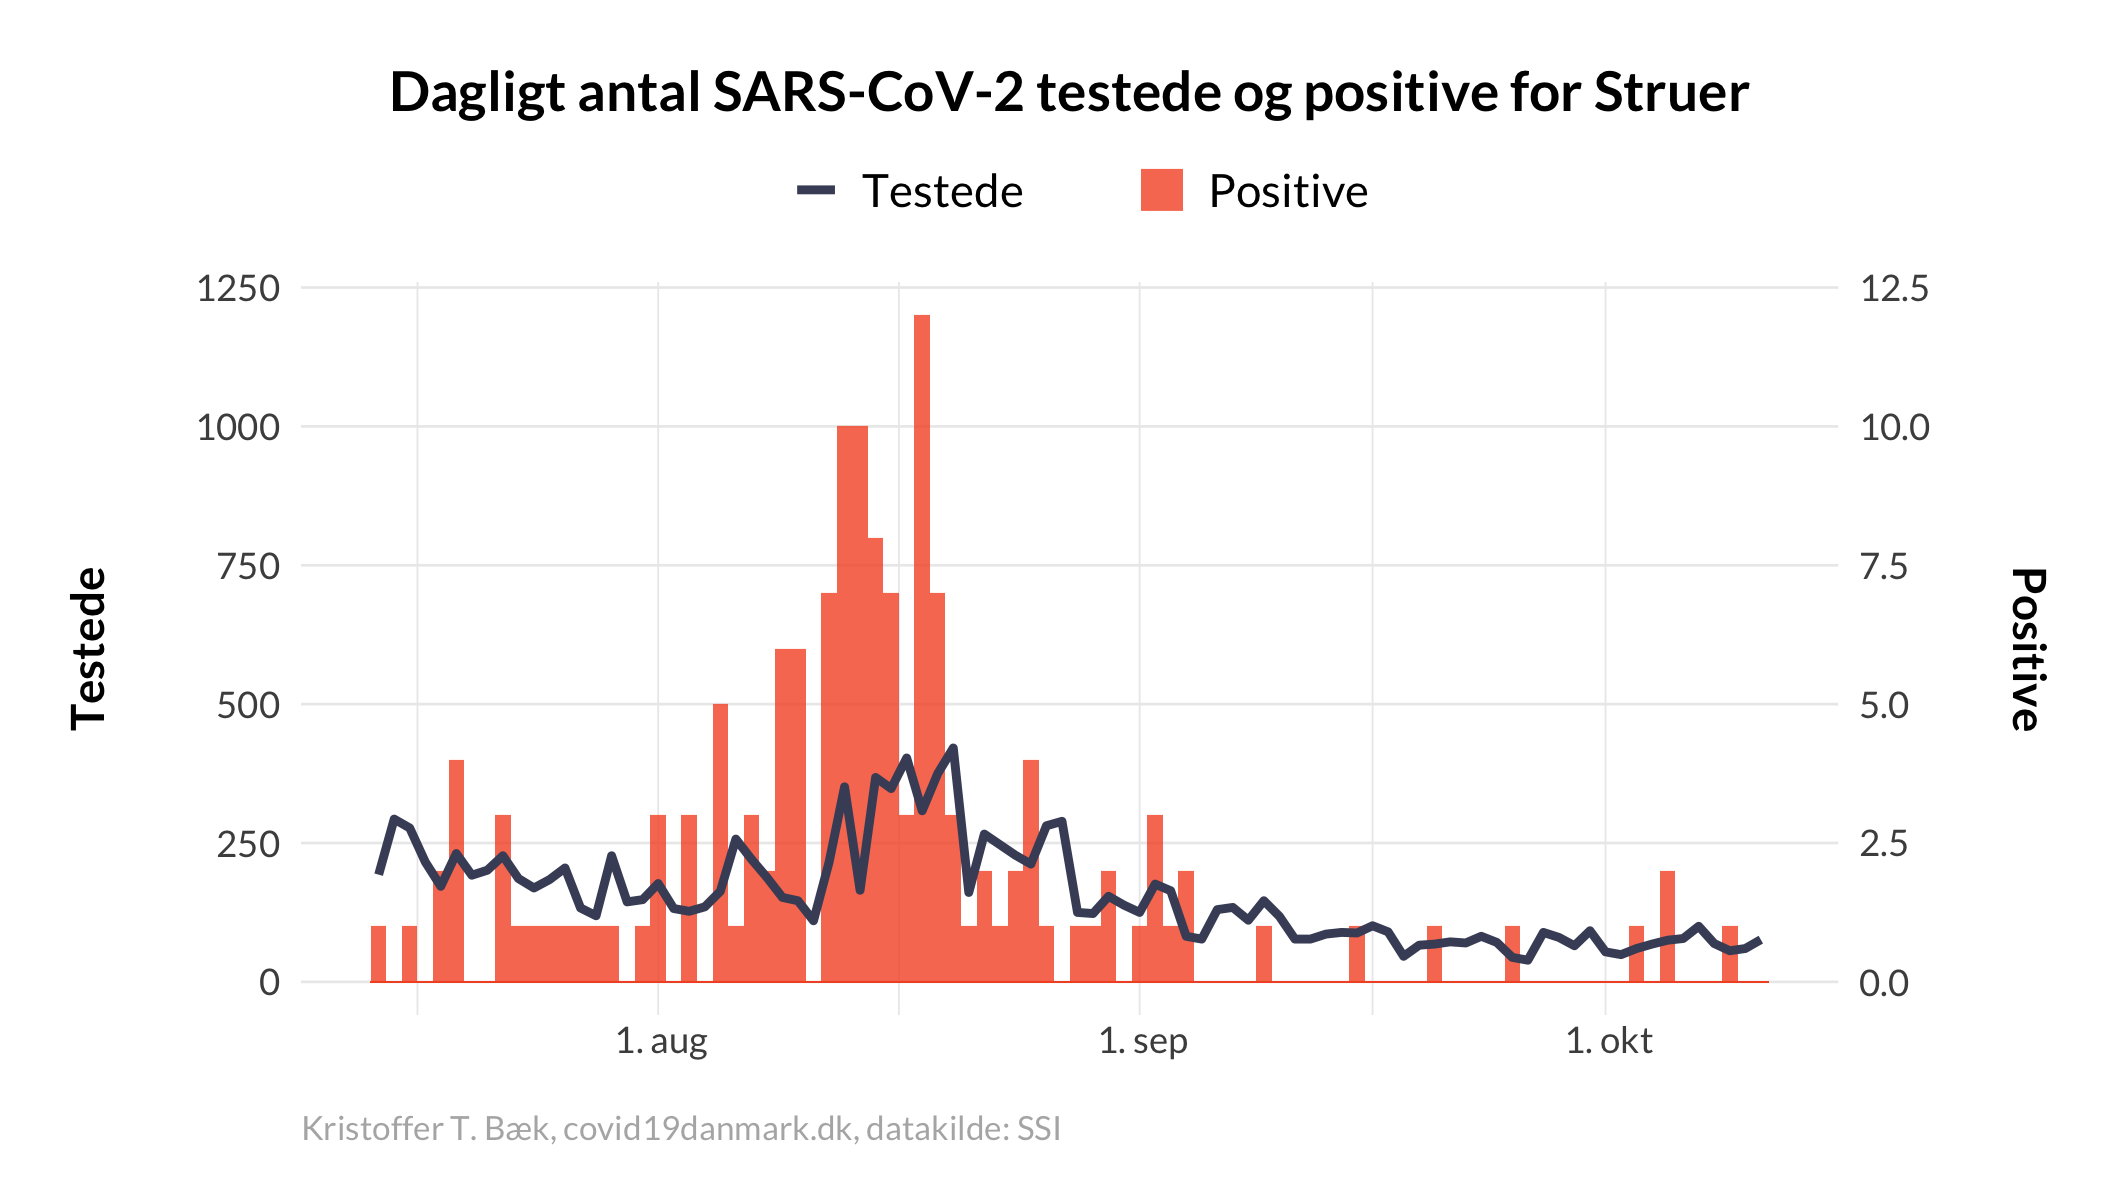 Dagligt antal SARS-CoV-2 testede og positive for Struer
Testede
Positive
1250
1000
750
500
250
0
12.5
10.0
7.5
5.0
2.5
0.0
Testede
Positive
1. aug
1. sep
1. okt
Kristoffer T. Bæk, covid19danmark.dk, datakilde: SSI